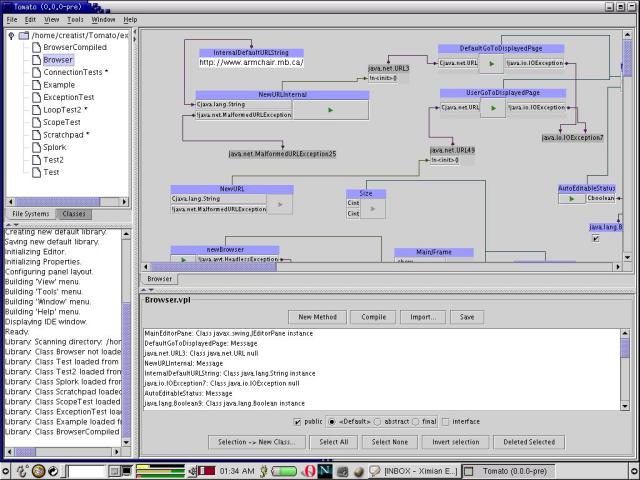 Tomato (0.0.0-pre)
File Edit View Tools Window Help
/home/creatist/Tomato/ex
BrowserCompiled
Browser
ConnectionTests *
Example
ExceptionTest
LoopTest2 *
ScopeTest
Scratchpad *
Splork
Test2
Test
File Systems Classes
Creating new default library.
Saving new default library.
Initializing Editor.
Initializing Properties.
Configuring panel layout.
Building 'View' menu.
Building 'Tools' menu.
Building 'Window' menu.
Building 'Help' menu.
Displaying IDE window.
Ready.
Library: Scanning directory: /hor
Library: Class Browser not loade
Library: Class Test loaded from
Library: Class Test2 loaded from
Library: Class Splork loaded from
Library: Class Scratchpad loaded
Library: Class ScopeTest loaded
Library: Class ExceptionTest loa
Library: Class Example loaded fr
Library: Class BrowserCompiled
InternalDefaultURLString
http://www.armchair.mb.ca/
java.net.URL3
!n<init>()
NewURLInternal
Cjava.lang.String
!java.net.MalformedURLException
java.net.MalformedURLException25
DefaultGoToDisplayedPage
Cjava.net.URL !java.io.IOException
UserGoToDisplayedPage
Cjava.net.URL !java.io.IOException
java.io.IOException7
java.net.URL49
!n<init>()
NewURL
Cjava.lang.String
!java.net.MalformedURLException
Size
Cint
Cint
AutoEditableStatus
Cboolean
java.lang.B
newBrowser
!java.awt.HeadlessException
MainJFrame
show
Browser
Browser.vpl
New Method Compile Import... Save
MainEditorPane: Class javax.swing.JEditorPane instance
DefaultGoToDisplayedPage: Message
java.net.URL3: Class java.net.URL null
NewURLInternal: Message
InternalDefaultURLString: Class java.lang.String instance
java.io.IOException7: Class java.io.IOException null
AutoEditableStatus: Message
java.lang.Boolean9: Class java.lang.Boolean instance
public <Default> abstract final interface
Selection -> New Class... Select All Select None Invert selection Deleted Selected
01:34 AM
[INBOX - Ximian E...
Tomato (0.0.0-pre)